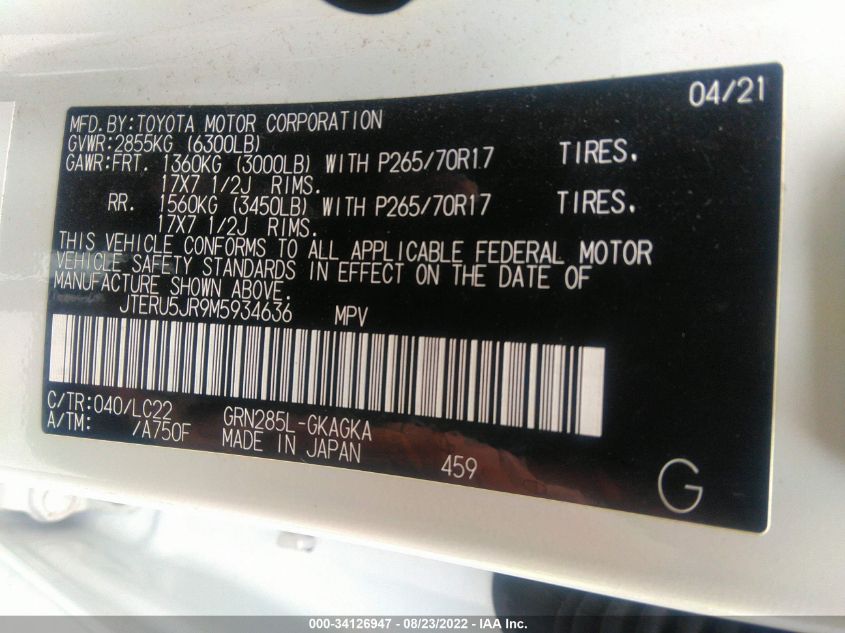 04/21
MFD. BY:TOYOTA MOTOR CORPORATION
GVWR:2855KG (6300LB)
GAWR:FRT. 1360KG (3000LB) WITH P265/70R17 TIRES.
17X7 1/2J RIMS.
RR. 1560KG (3450LB) WITH P265/70R17 TIRES.
17X7 1/2J RIMS.
THIS VEHICLE CONFORMS TO ALL APPLICABLE FEDERAL MOTOR
VEHICLE SAFETY STANDARDS IN EFFECT ON THE DATE OF
MANUFACTURE SHOWN ABOVE.
JTERU5JR9M5934636 MPV
C/TR:040/LC22 GRN285L-GKAGKA
A/TM: /A750F MADE IN JAPAN 459
G
000-34126947 - 08/23/2022 - IAA Inc.